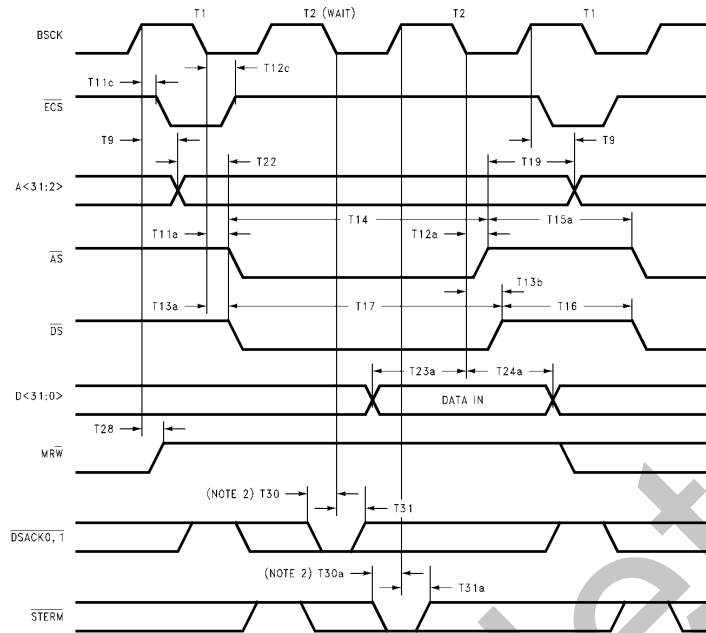 T1 T2 (WAIT) T2 T1
BSCK
T12c
T11c
ECS
T9 T22 T19 T9
A<31:2>
T14 T15a
T11a T12a
AS
T13b
T13a T17 T16
DS
T23a T24a
D<31:0> DATA IN
T28
MRW
(NOTE 2) T30 T31
DSACK0, 1
(NOTE 2) T30a T31a
STERM